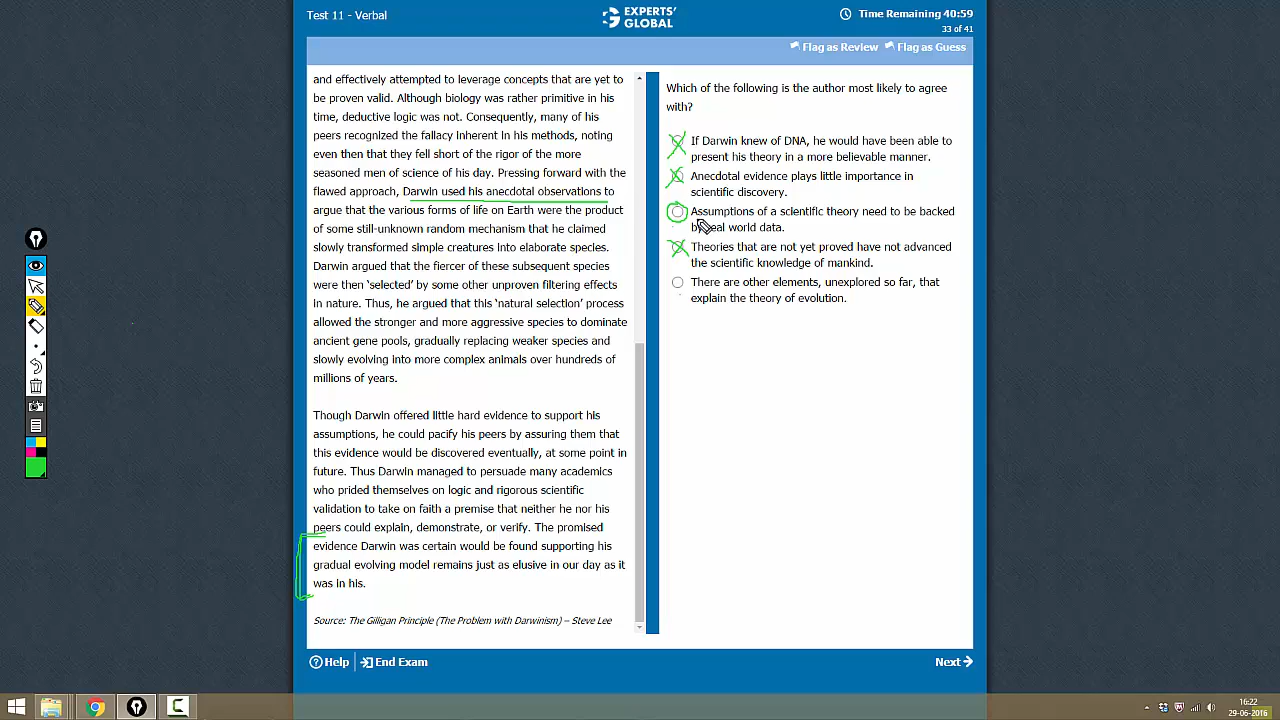 Test 11 - Verbal
EXPERTS'
GLOBAL
Time Remaining 40:59
33 of 41
Flag as Review Flag as Guess
and effectively attempted to leverage concepts that are yet to
be proven valid. Although biology was rather primitive in his
time, deductive logic was not. Consequently, many of his
peers recognized the fallacy inherent in his methods, noting
even then that they fell short of the rigor of the more
seasoned men of science of his day. Pressing forward with the
flawed approach, Darwin used his anecdotal observations to
argue that the various forms of life on Earth were the product
of some still-unknown random mechanism that he claimed
slowly transformed simple creatures into elaborate species.
Darwin argued that the fiercer of these subsequent species
were then ‘selected’ by some other unproven filtering effects
in nature. Thus, he argued that this ‘natural selection’ process
allowed the stronger and more aggressive species to dominate
ancient gene pools, gradually replacing weaker species and
slowly evolving into more complex animals over hundreds of
millions of years.
Though Darwin offered little hard evidence to support his
assumptions, he could pacify his peers by assuring them that
this evidence would be discovered eventually, at some point in
future. Thus Darwin managed to persuade many academics
who prided themselves on logic and rigorous scientific
validation to take on faith a premise that neither he nor his
peers could explain, demonstrate, or verify. The promised
evidence Darwin was certain would be found supporting his
gradual evolving model remains just as elusive in our day as it
was in his.
Source: The Gilligan Principle (The Problem with Darwinism) – Steve Lee
Which of the following is the author most likely to agree
with?
If Darwin knew of DNA, he would have been able to
present his theory in a more believable manner.
Anecdotal evidence plays little importance in
scientific discovery.
Assumptions of a scientific theory need to be backed
by real world data.
Theories that are not yet proved have not advanced
the scientific knowledge of mankind.
There are other elements, unexplored so far, that
explain the theory of evolution.
Help End Exam
Next
16:22
29-06-2016